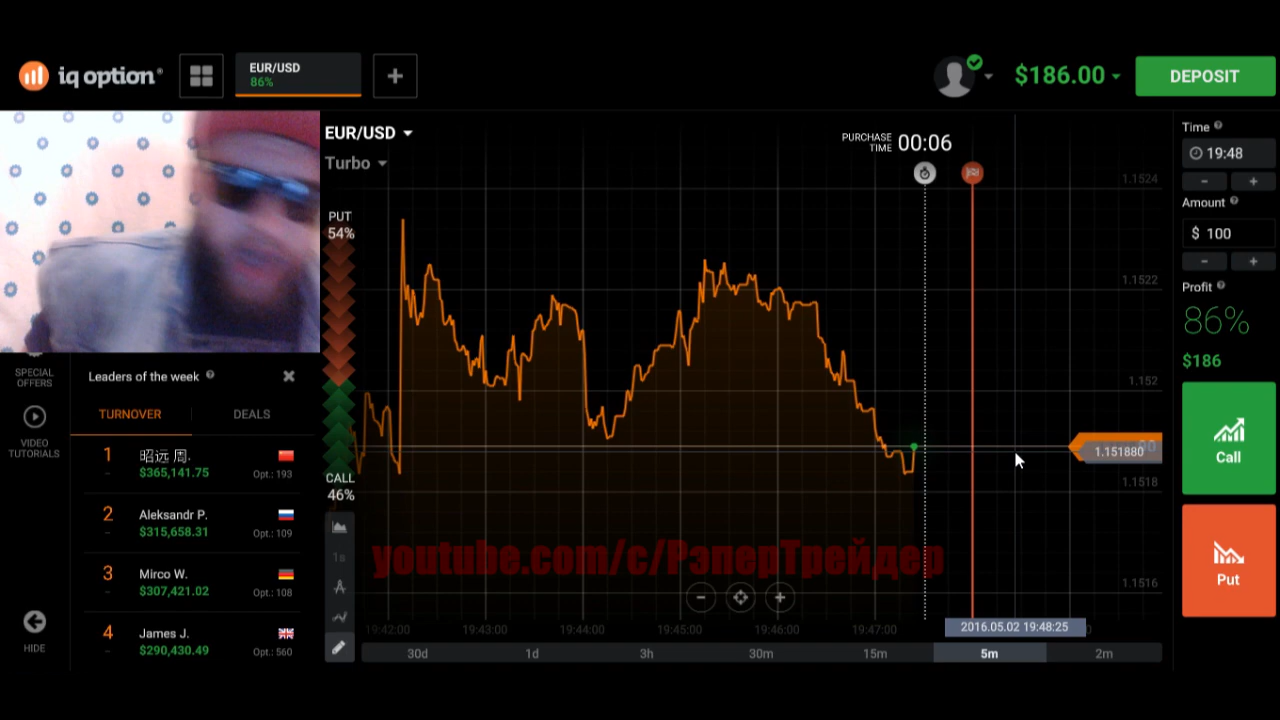 iq option®
EUR/USD
86%
$186.00
DEPOSIT
EUR/USD
Turbo
PURCHASE TIME 00:06
PUT
54%
CALL
46%
1.1524
1.1522
1.152
1.1518
1.1516
1.151880
Time
19:48
Amount
$ 100
Profit
86%
$186
Call
Put
SPECIAL
OFFERS
VIDEO
TUTORIALS
HIDE
Leaders of the week
TURNOVER DEALS
1 昭远 周.
$365,141.75 Opt.: 193
2 Aleksandr P.
$315,658.31 Opt.: 109
3 Mirco W.
$307,421.02 Opt.: 108
4 James J.
$290,430.49 Opt.: 560
1s
youtube.com/c/РэперТрейдер
19:42:00 19:43:00 19:44:00 19:45:00 19:46:00 19:47:00
2016.05.02 19:48:25
30d 1d 3h 30m 15m 5m 2m